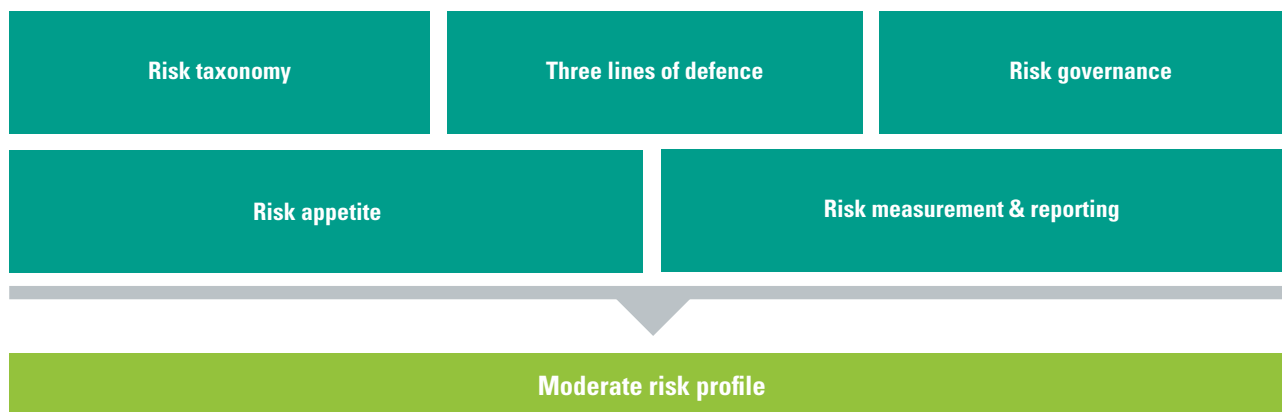 Risk taxonomy
Three lines of defence
Risk governance
Risk appetite
Risk measurement & reporting
Moderate risk profile